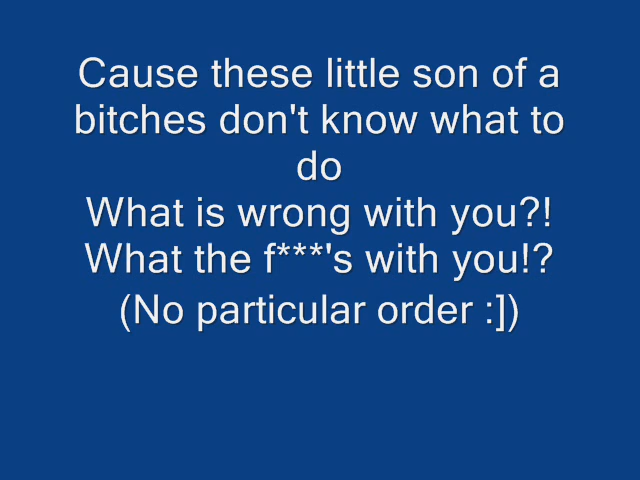 Cause these little son of a
bitches don't know what to
do
What is wrong with you?!
What the f***'s with you!?
(No particular order :])